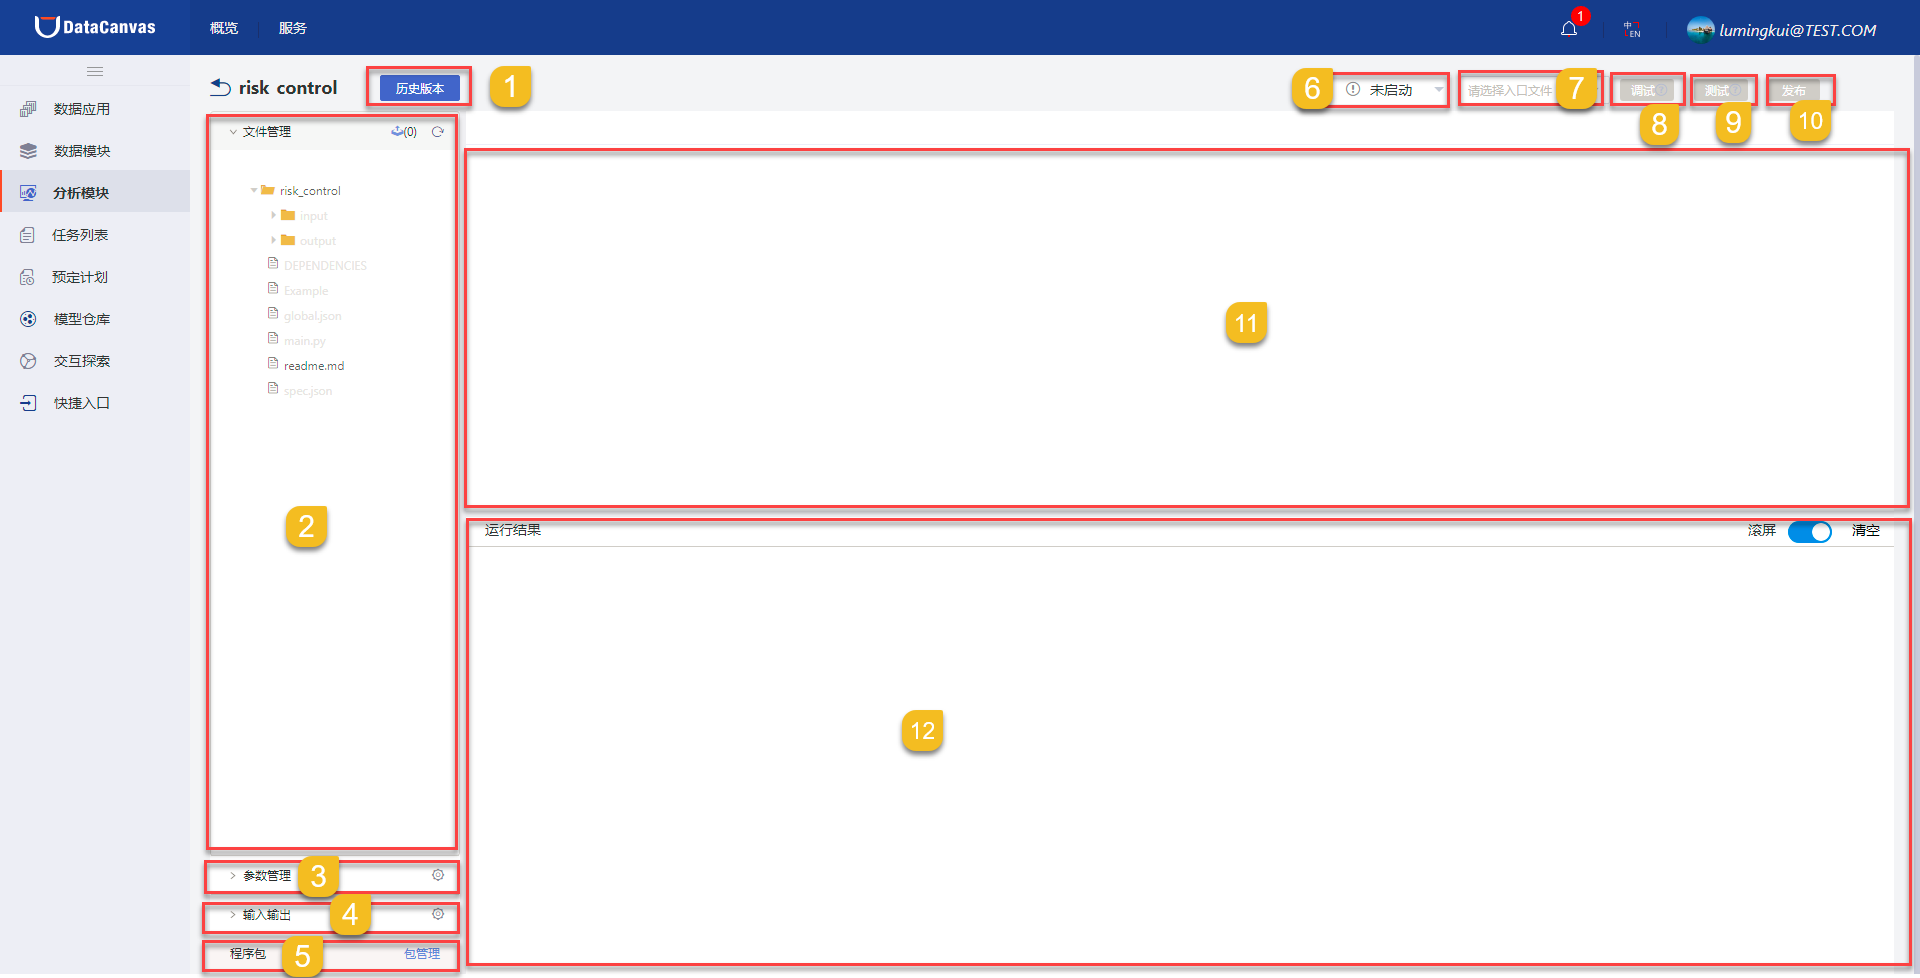 DataCanvas
概览
服务
1
中
EN
lumingkui@TEST.COM
数据应用
数据模块
分析模块
任务列表
预定计划
模型仓库
交互探索
快捷入口
risk control
历史版本
1
6
未启动
请选择入口文件
7
调试
8
测试
9
发布
10
文件管理
(0)
risk_control
input
output
DEPENDENCIES
Example
global.json
main.py
readme.md
spec.json
2
11
运行结果
滚屏
清空
12
参数管理
3
输入输出
4
程序包
5
包管理